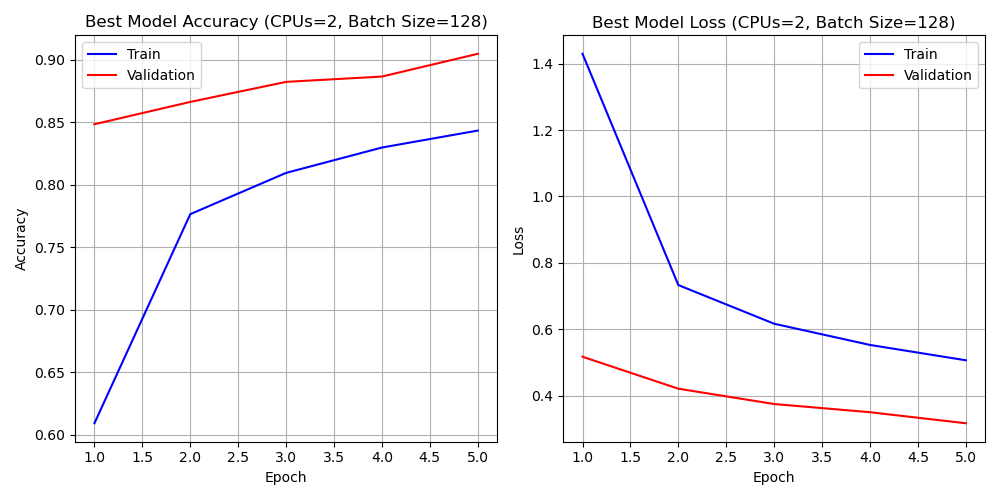 Best Model Accuracy (CPUs=2, Batch Size=128)
Train
Validation
0.90
0.85
0.80
0.75
0.70
0.65
0.60
Accuracy
1.0 1.5 2.0 2.5 3.0 3.5 4.0 4.5 5.0
Epoch
Best Model Loss (CPUs=2, Batch Size=128)
Train
Validation
1.4
1.2
1.0
0.8
0.6
0.4
Loss
1.0 1.5 2.0 2.5 3.0 3.5 4.0 4.5 5.0
Epoch